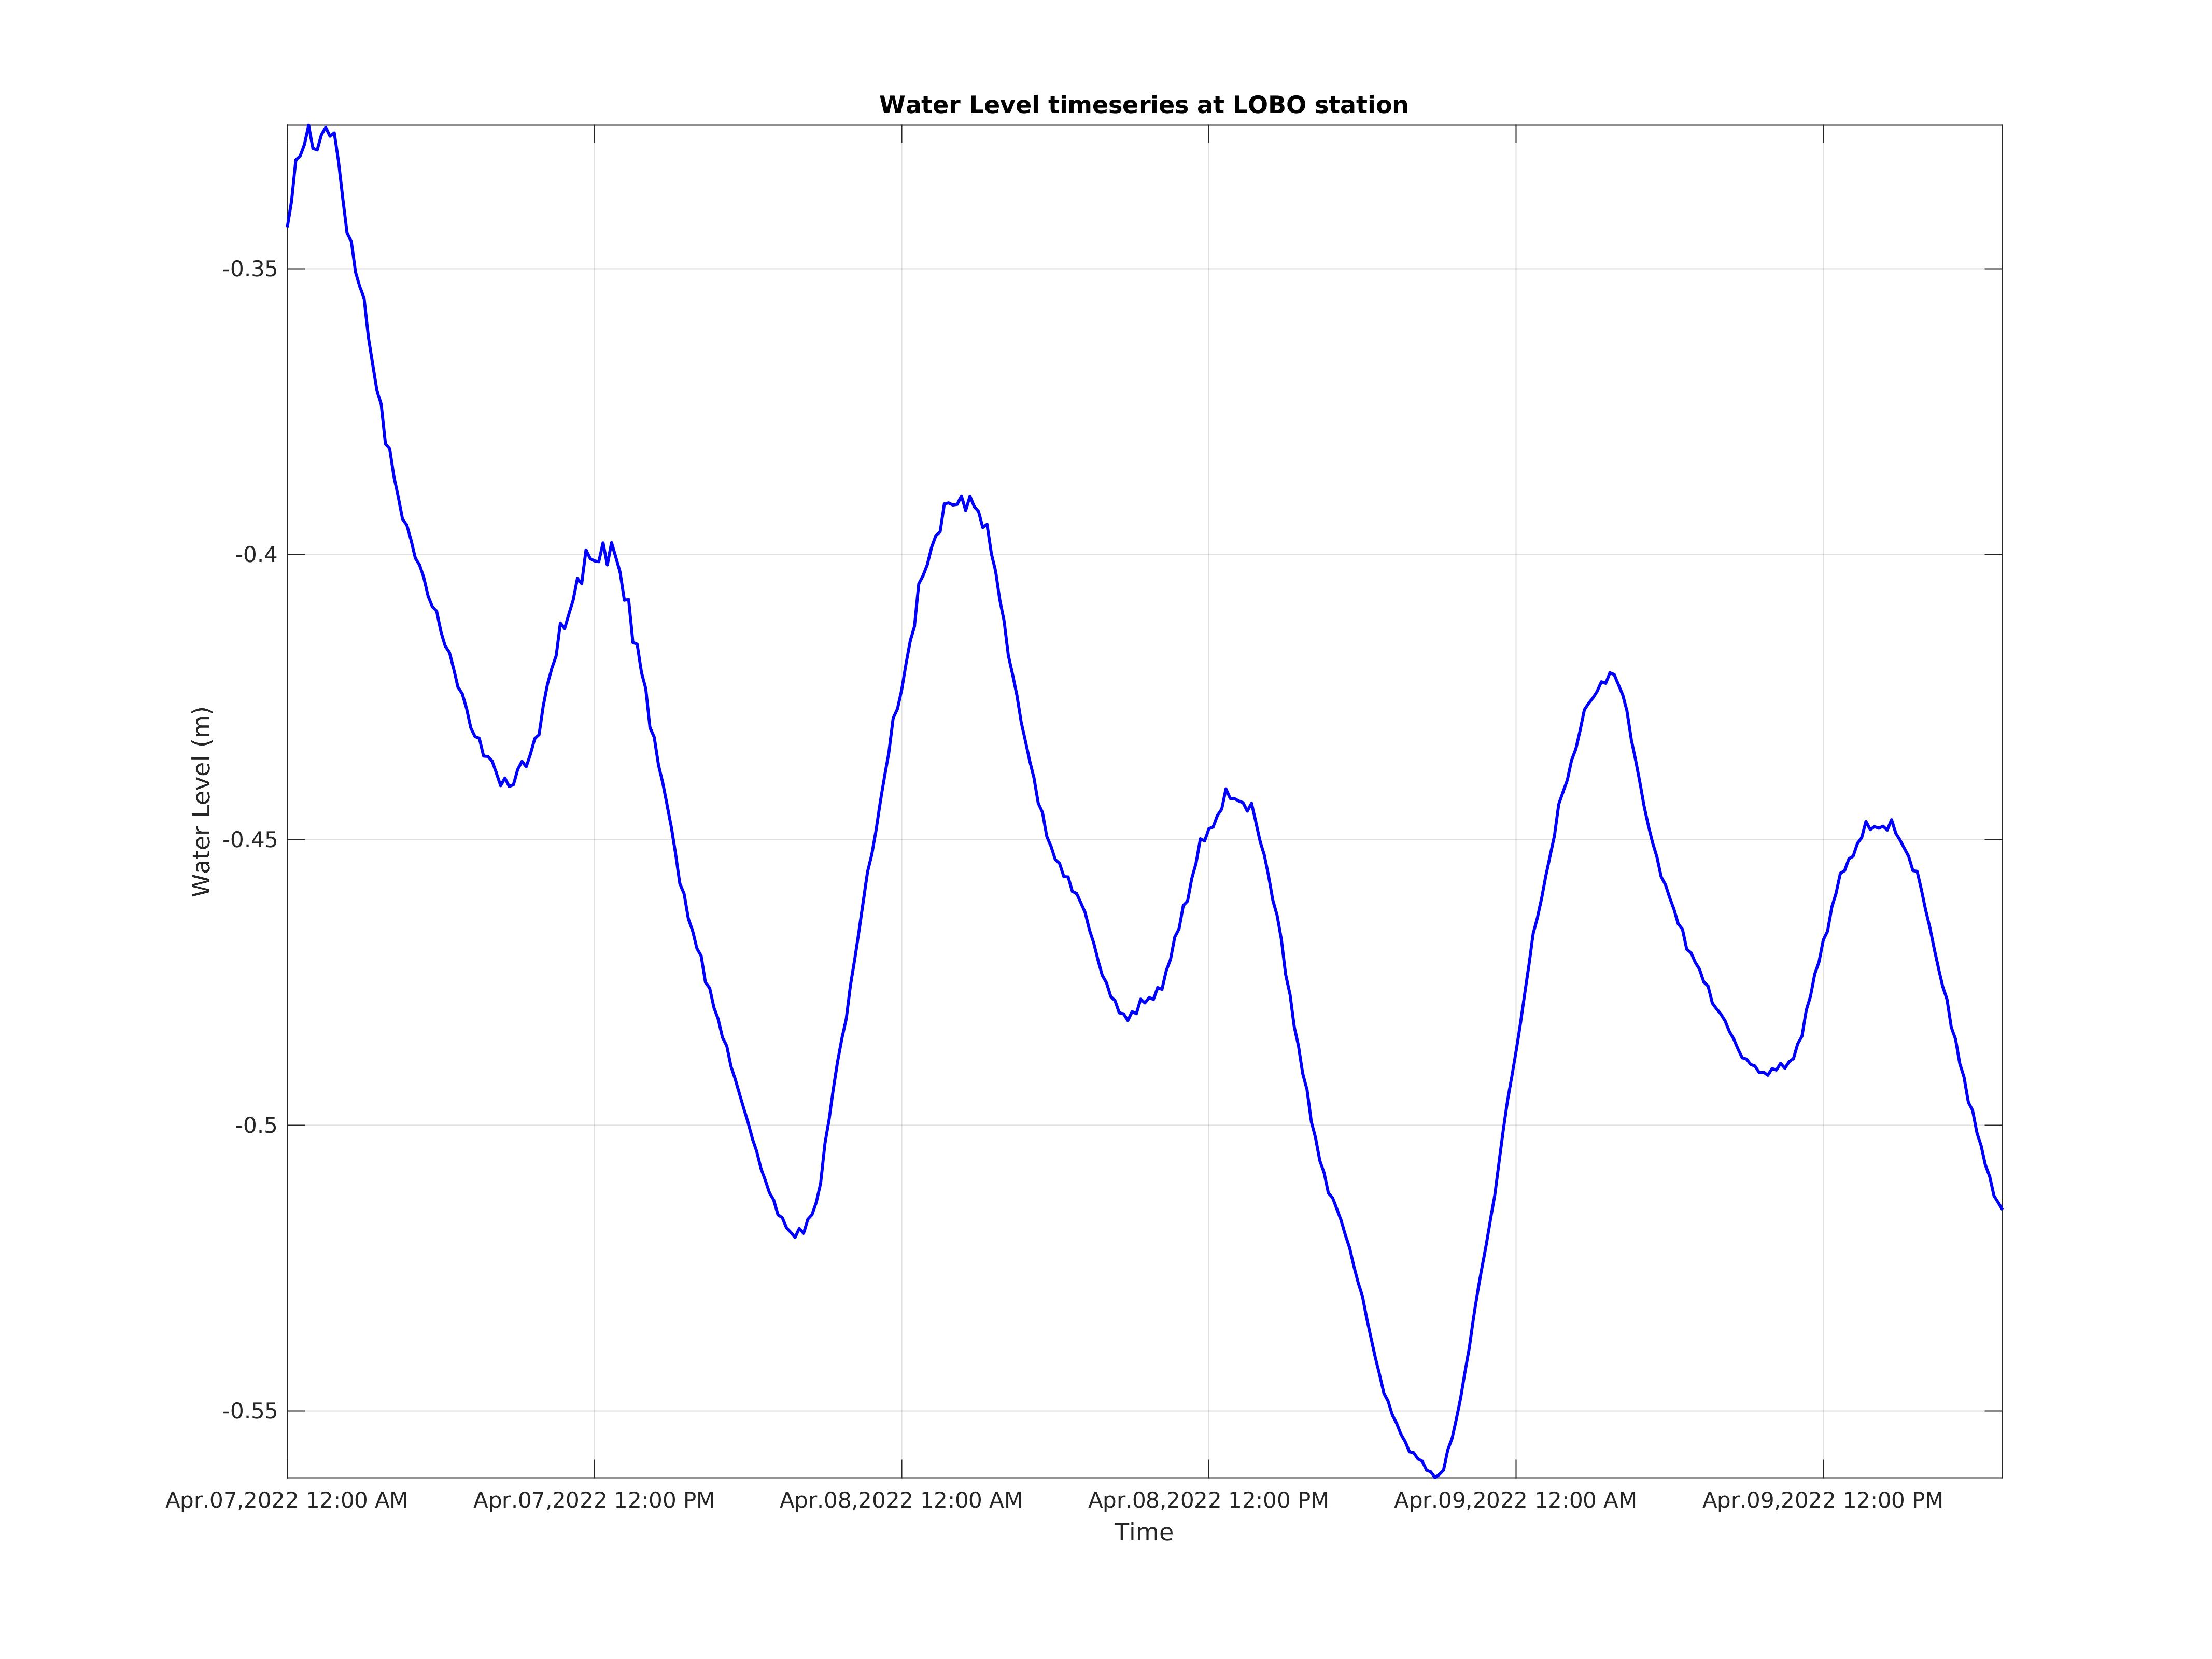 Water Level timeseries at LOBO station
Water Level (m)
-0.35
-0.4
-0.45
-0.5
-0.55
Apr.07,2022 12:00 AM
Apr.07,2022 12:00 PM
Apr.08,2022 12:00 AM
Apr.08,2022 12:00 PM
Apr.09,2022 12:00 AM
Apr.09,2022 12:00 PM
Time